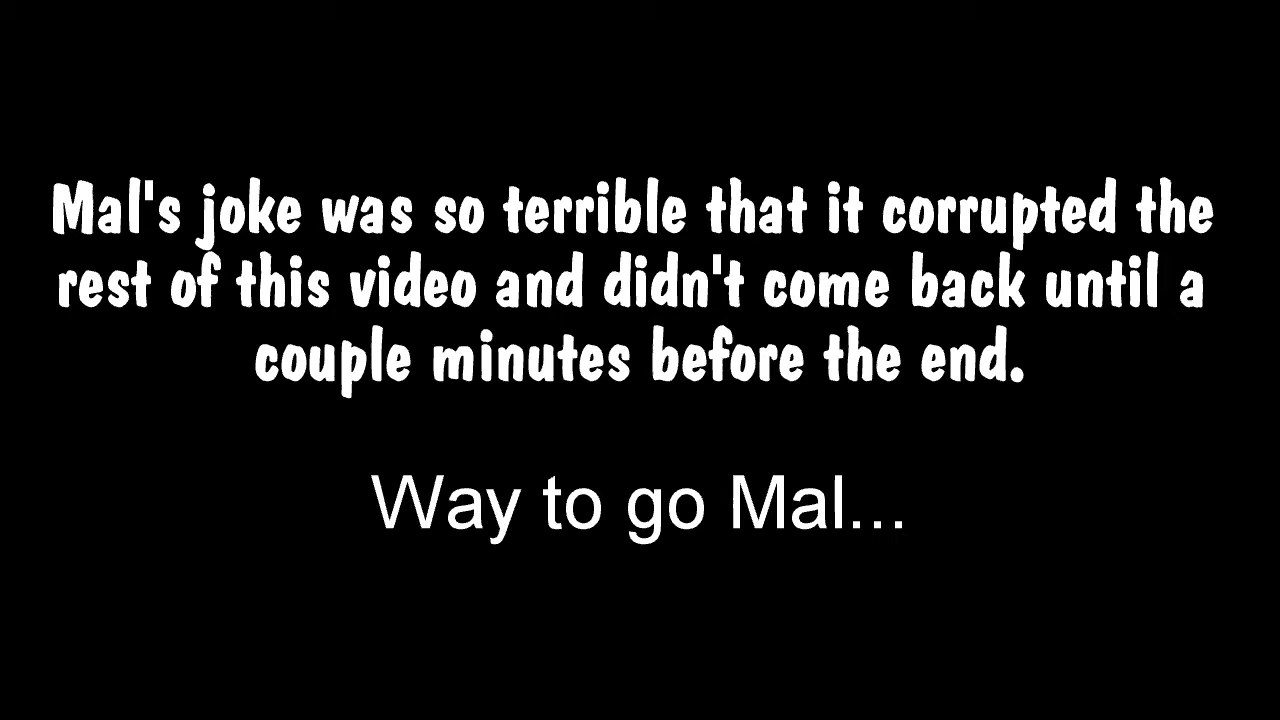 Mal's joke was so terrible that it corrupted the
rest of this video and didn't come back until a
couple minutes before the end.
Way to go Mal...